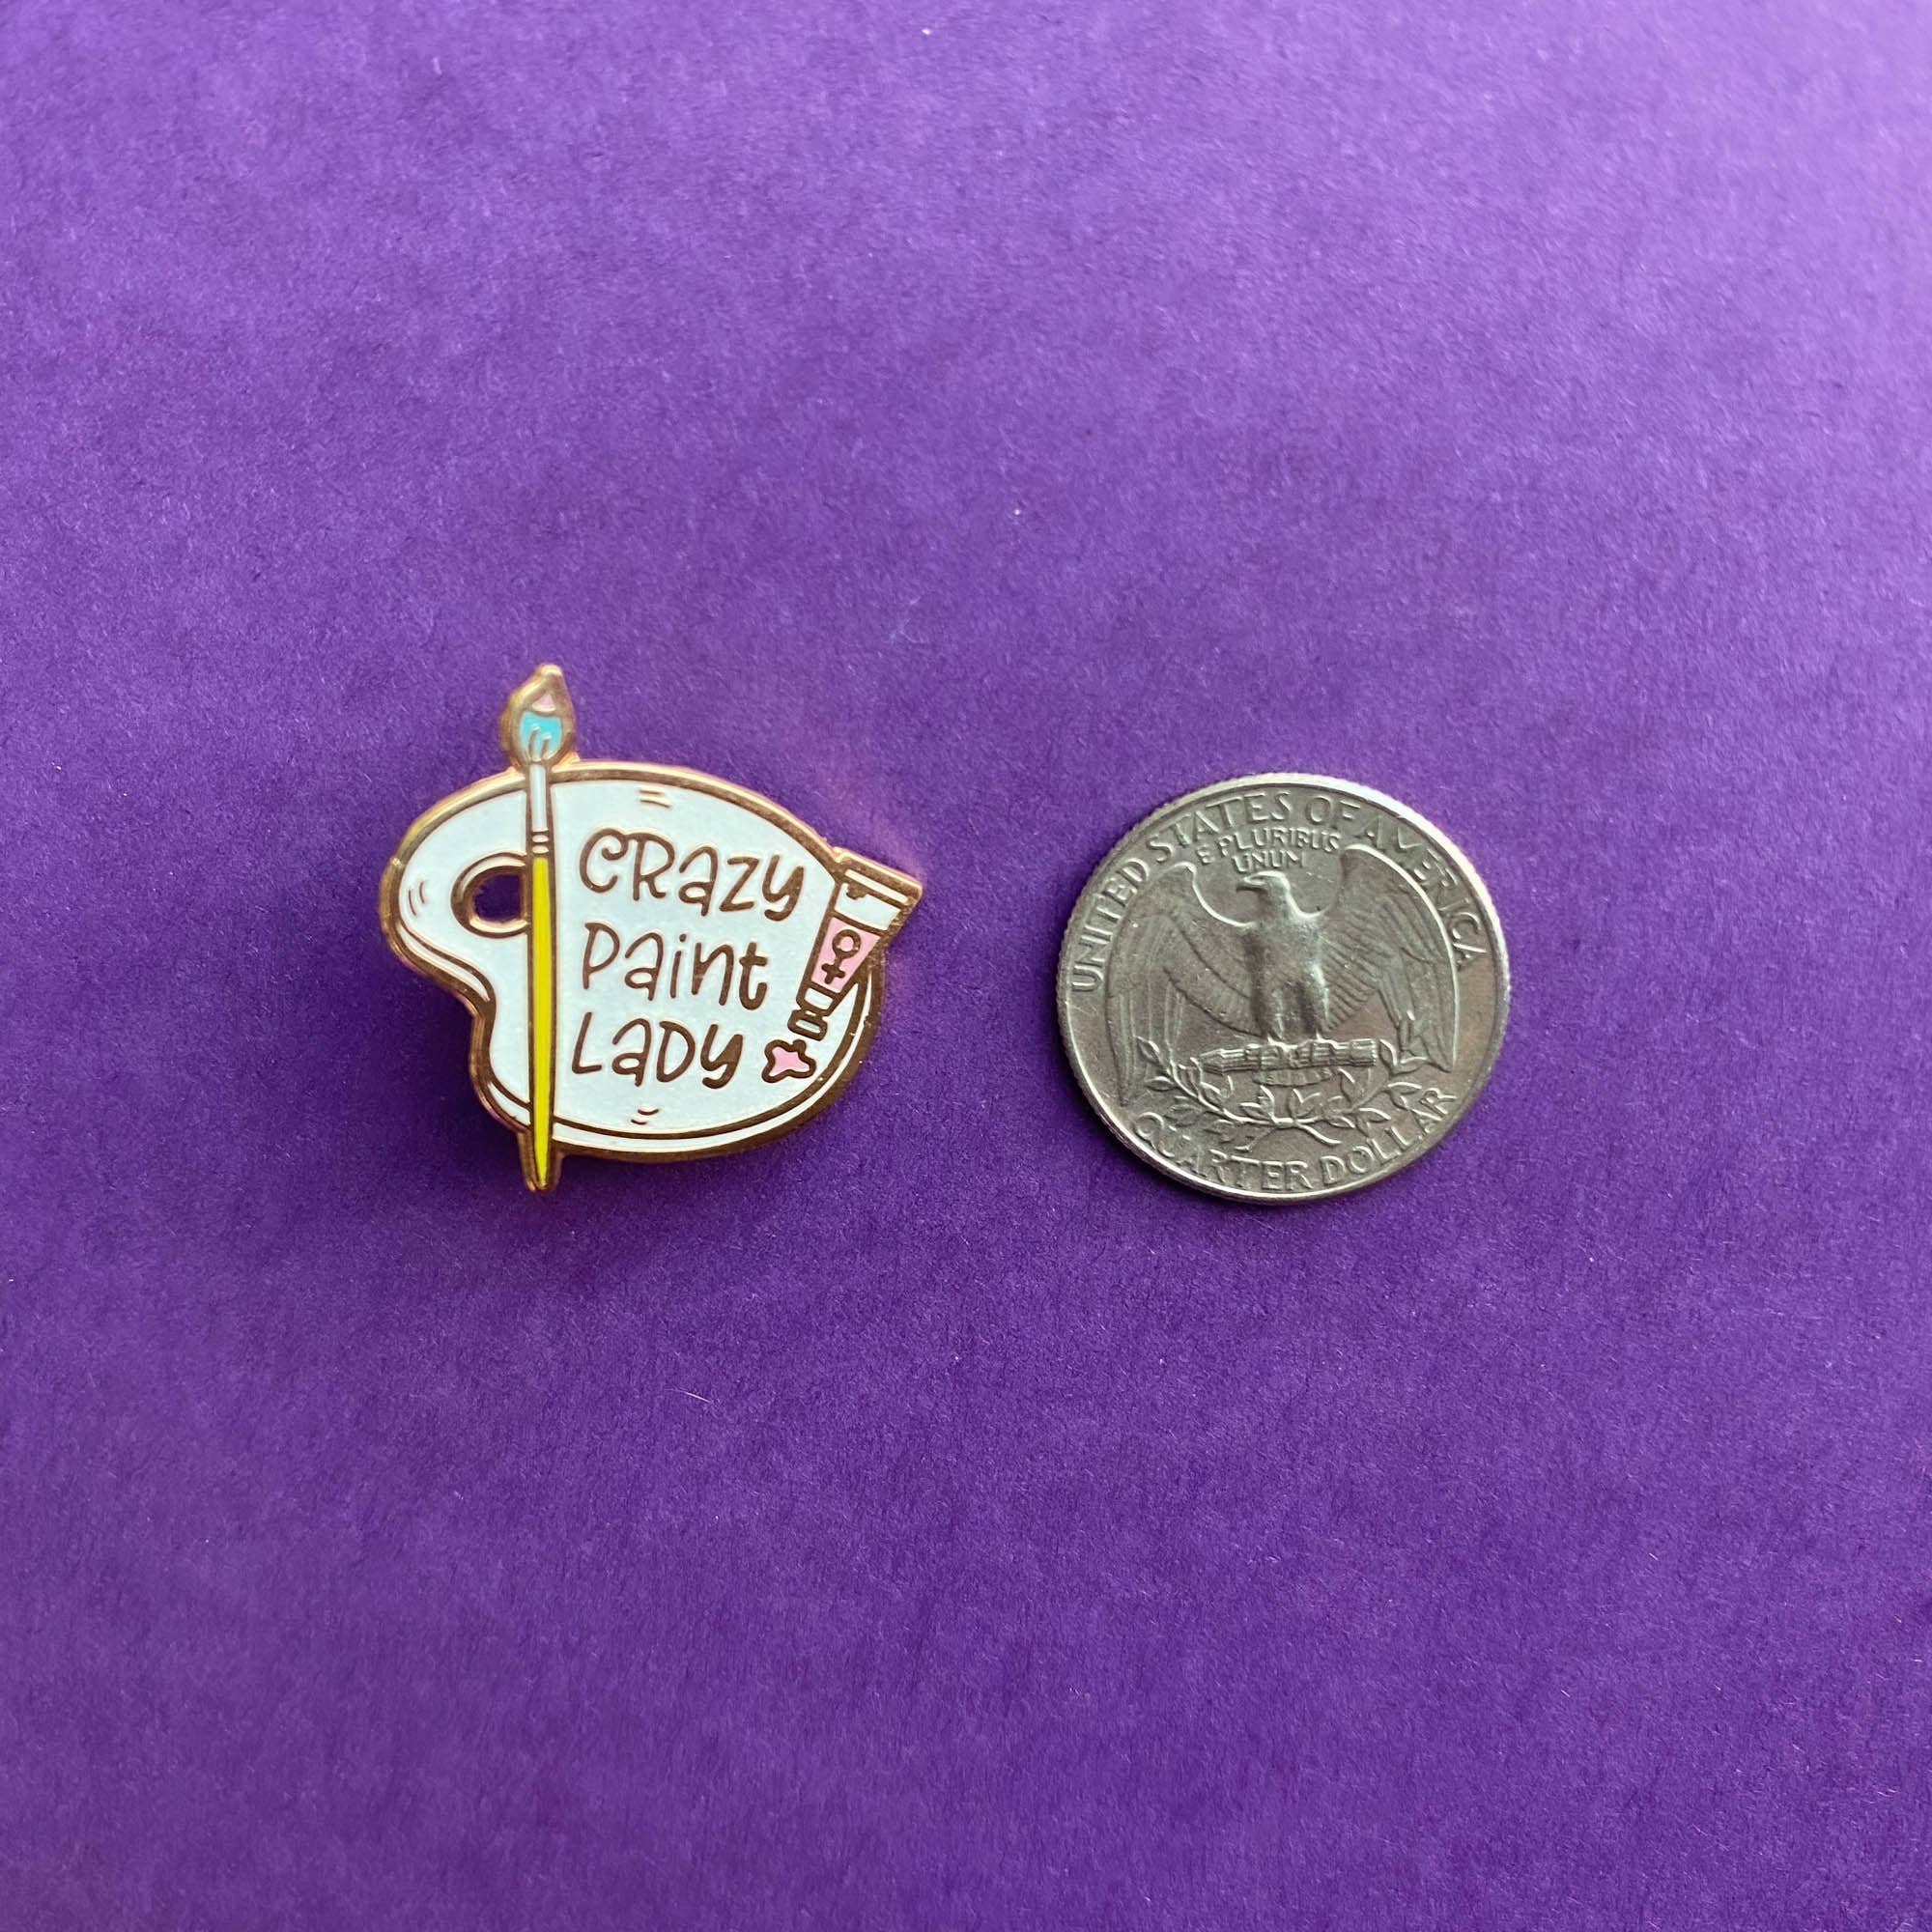 CRazy
Paint
Lady
UNITED STATES OF AMERICA
E PLURIBUS
UNUM
QUARTER DOLLAR